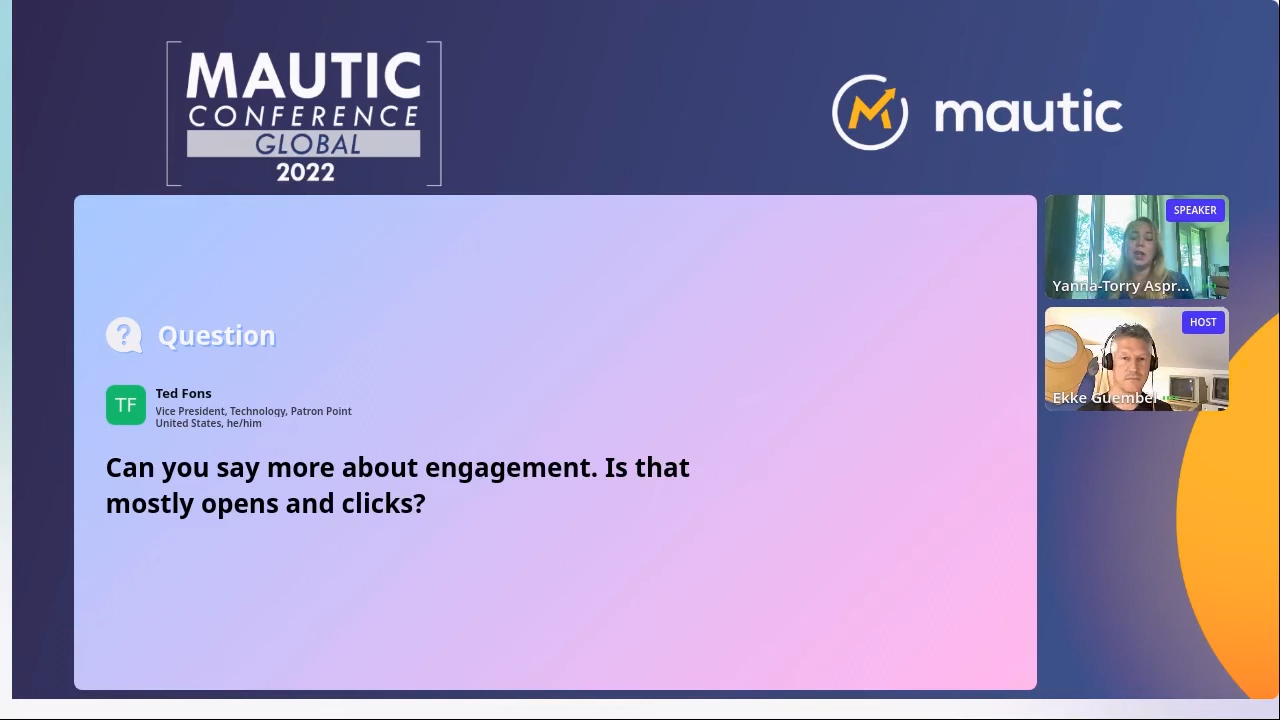 MAUTIC
CONFERENCE
GLOBAL
2022
mautic
SPEAKER
Yanna-Torry Aspr...
HOST
Ekke Guembel
? Question
TF
Ted Fons
Vice President, Technology, Patron Point
United States, he/him
Can you say more about engagement. Is that
mostly opens and clicks?